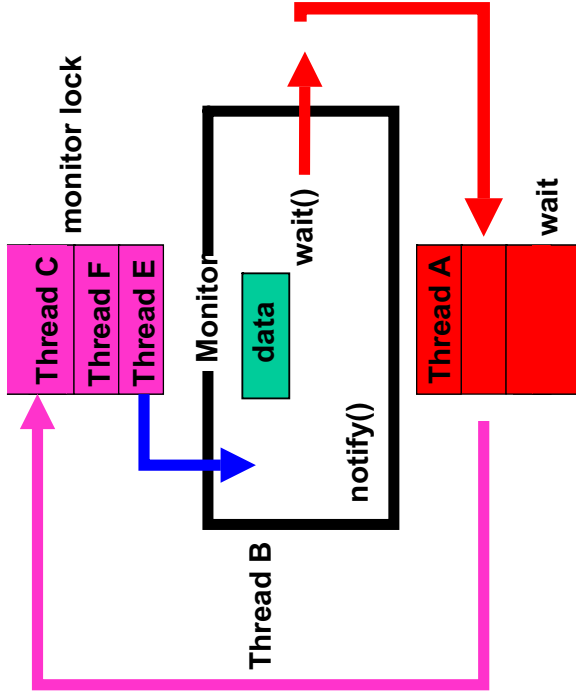 Thread C
Thread F
Thread E
monitor lock
Monitor
data
wait()
notify()
Thread B
Thread A
wait